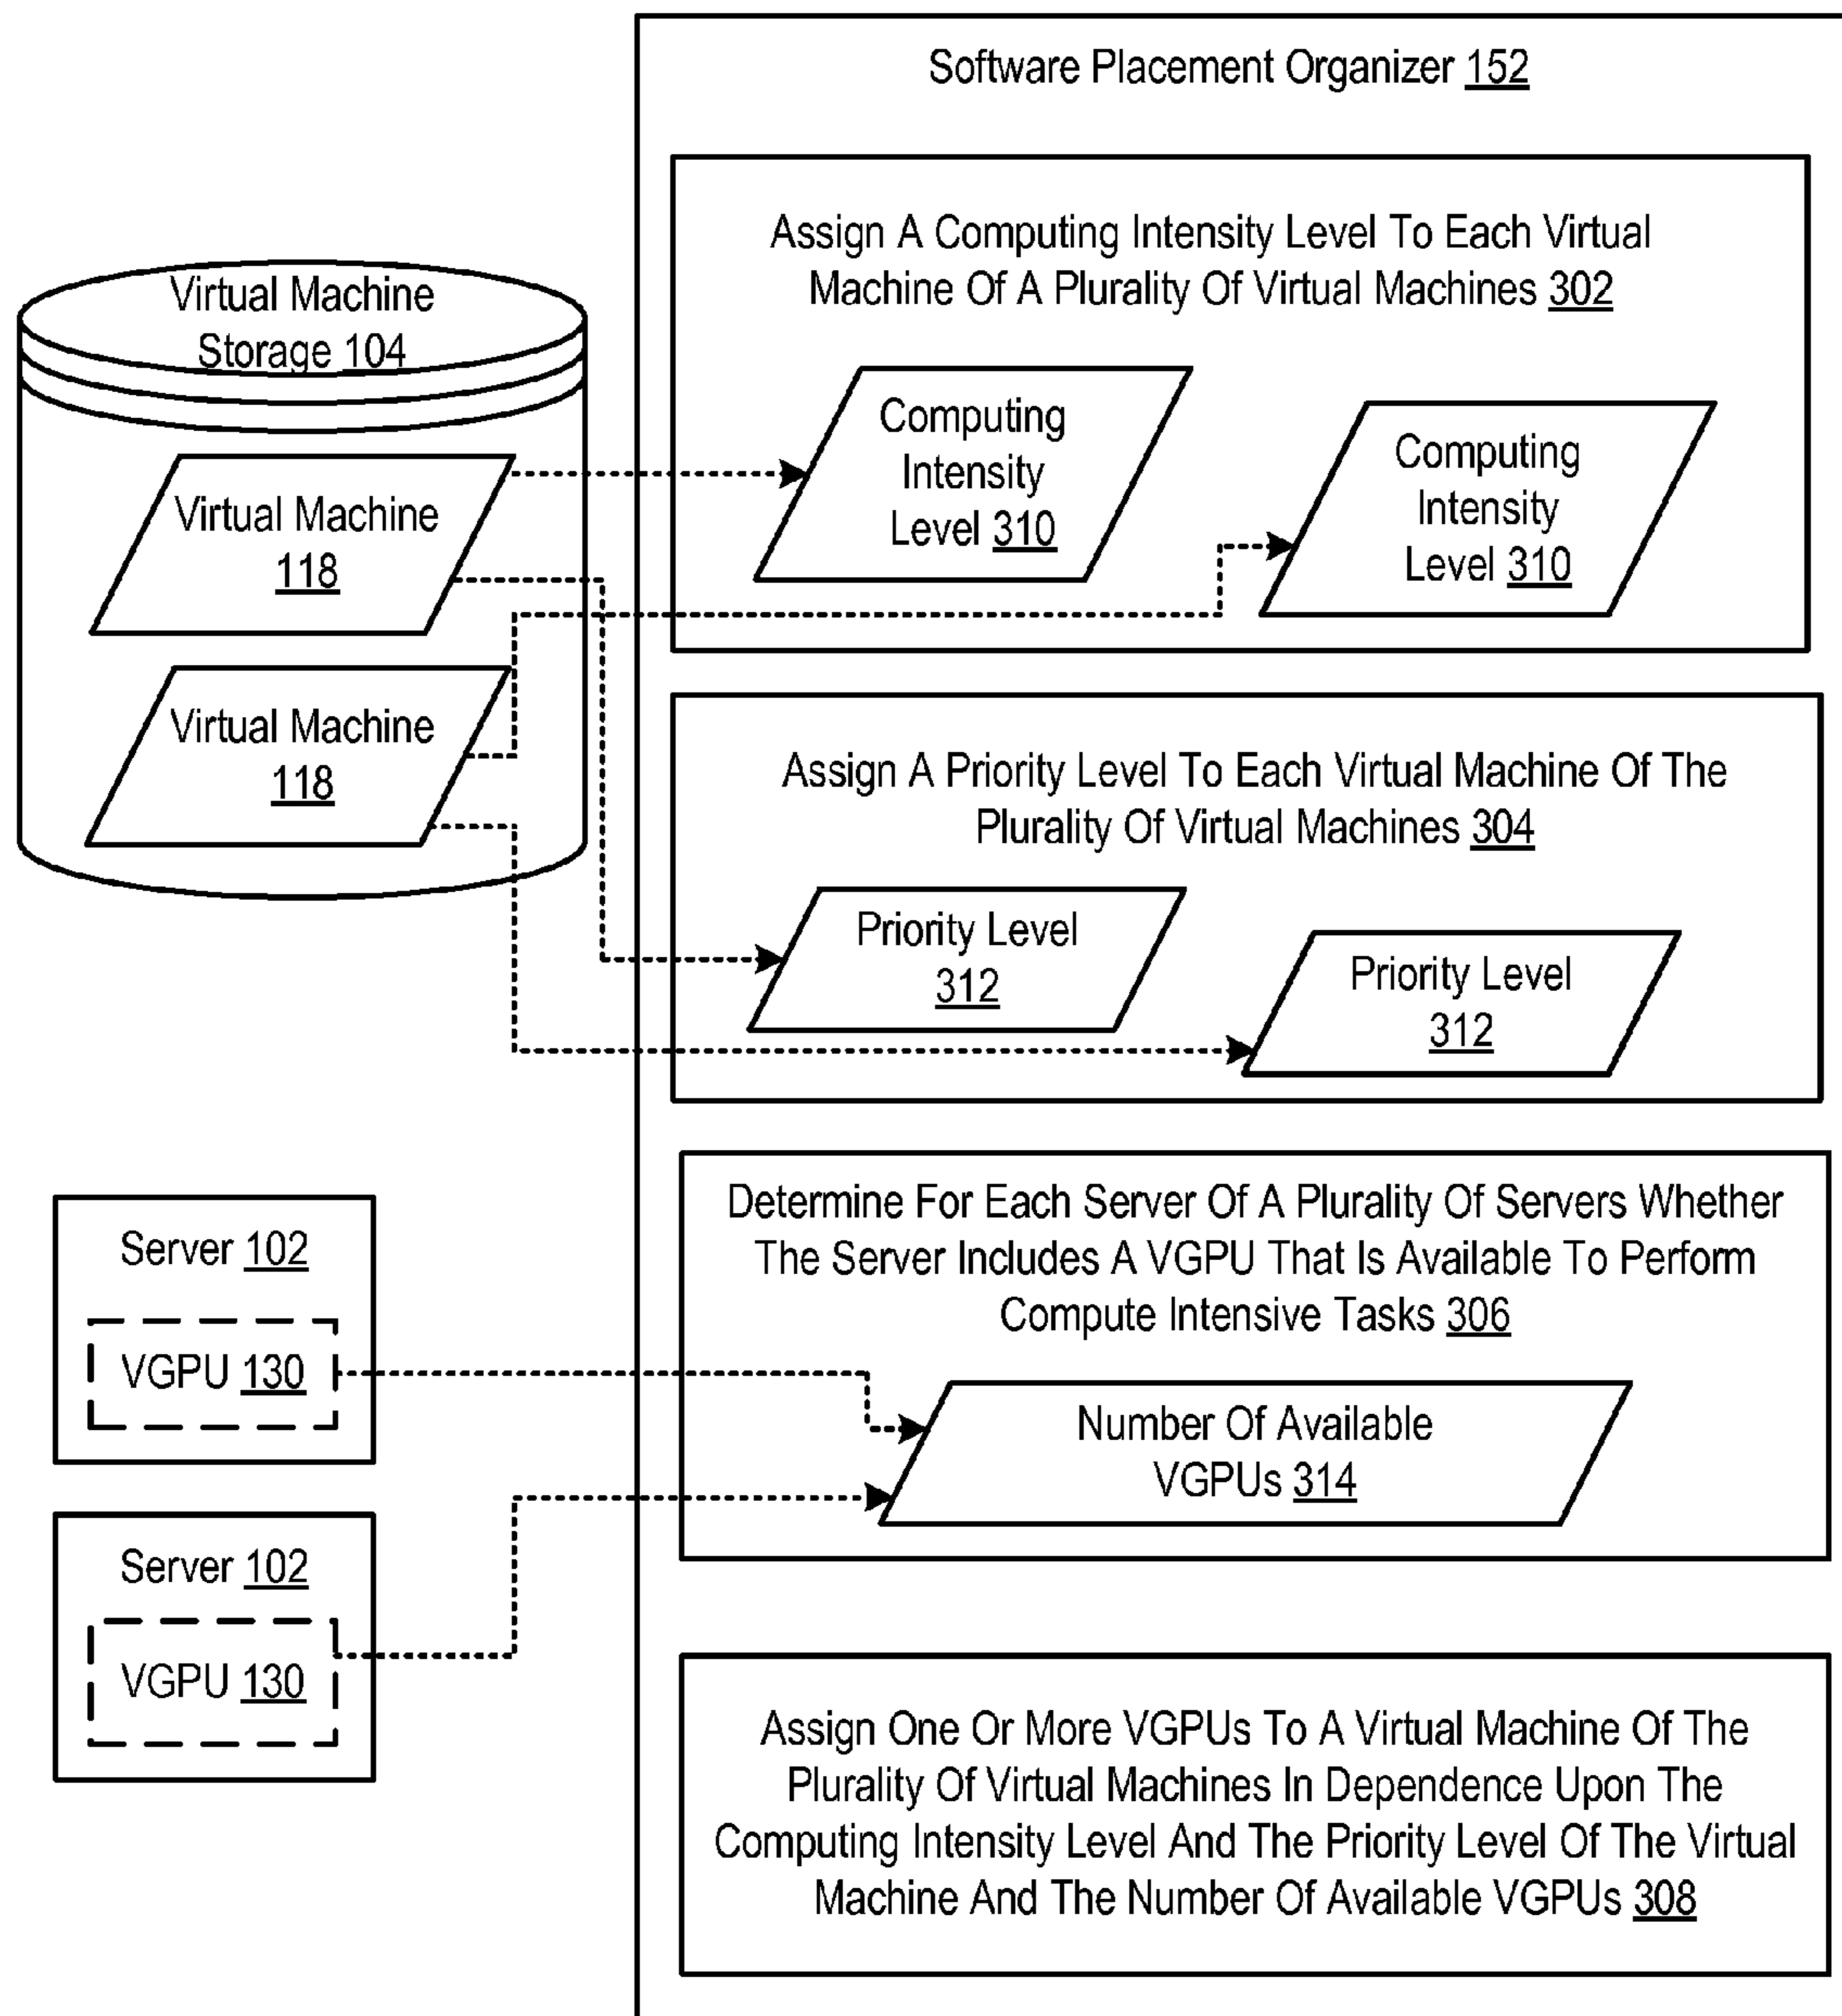 Software Placement Organizer 152
Assign A Computing Intensity Level To Each Virtual
Machine Of A Plurality Of Virtual Machines 302
Virtual Machine
Storage 104
Computing
Intensity
Level 310
Computing
Intensity
Level 310
Virtual Machine
118
Virtual Machine
118
Assign A Priority Level To Each Virtual Machine Of The
Plurality Of Virtual Machines 304
Priority Level
312
Priority Level
312
Determine For Each Server Of A Plurality Of Servers Whether
The Server Includes A VGPU That Is Available To Perform
Compute Intensive Tasks 306
Server 102
VGPU 130
Number Of Available
VGPUs 314
Server 102
VGPU 130
Assign One Or More VGPUs To A Virtual Machine Of The
Plurality Of Virtual Machines In Dependence Upon The
Computing Intensity Level And The Priority Level Of The Virtual
Machine And The Number Of Available VGPUs 308